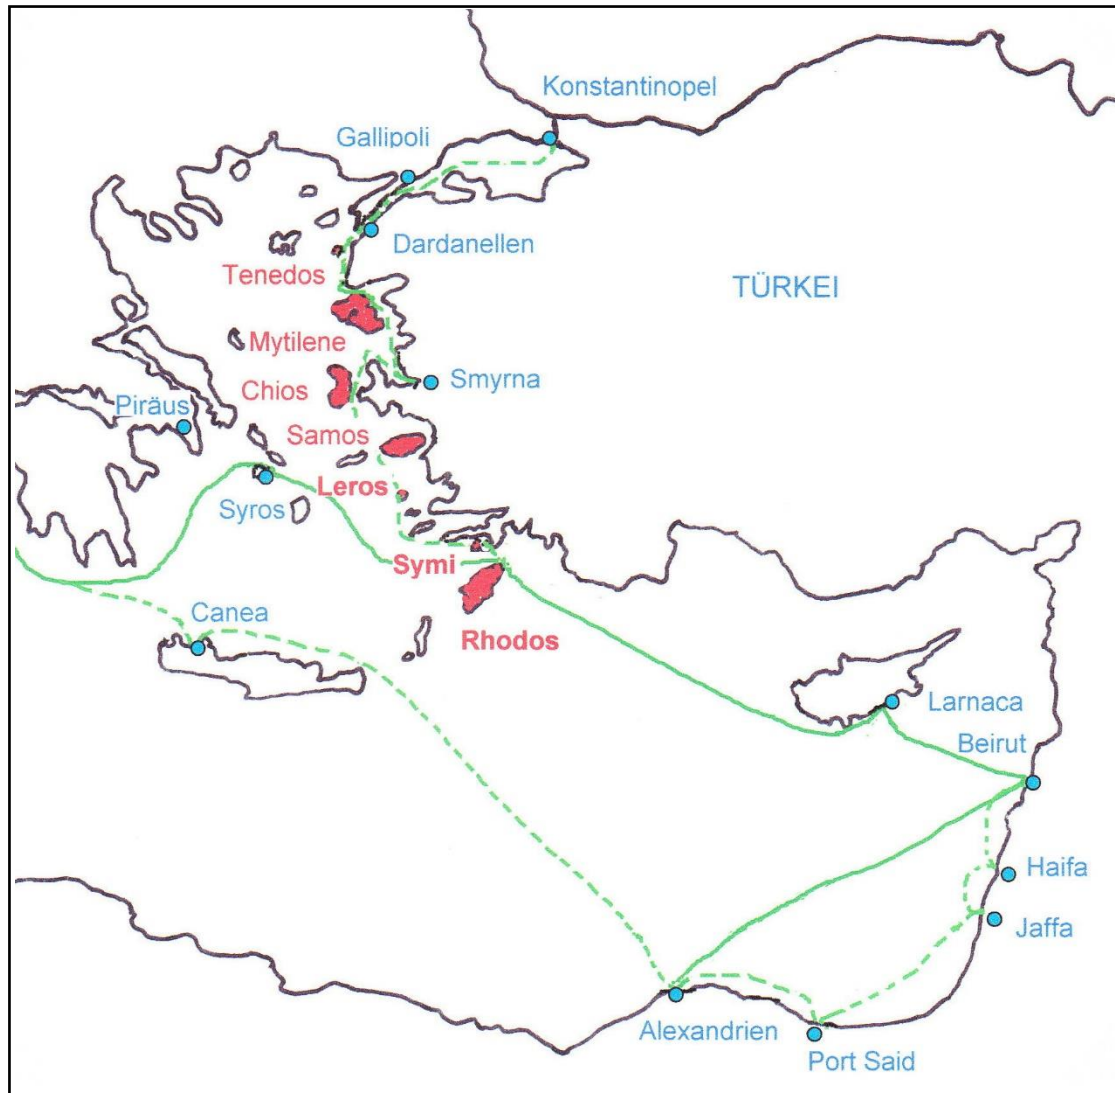 Konstantinopel
Gallipoli
Dardanellen
Tenedos
TÜRKEI
Mytilene
Smyrna
Chios
Piräus
Samos
Leros
Syros
Symi
Canea
Rhodos
Larnaca
Beirut
Haifa
Jaffa
Alexandrien
Port Said